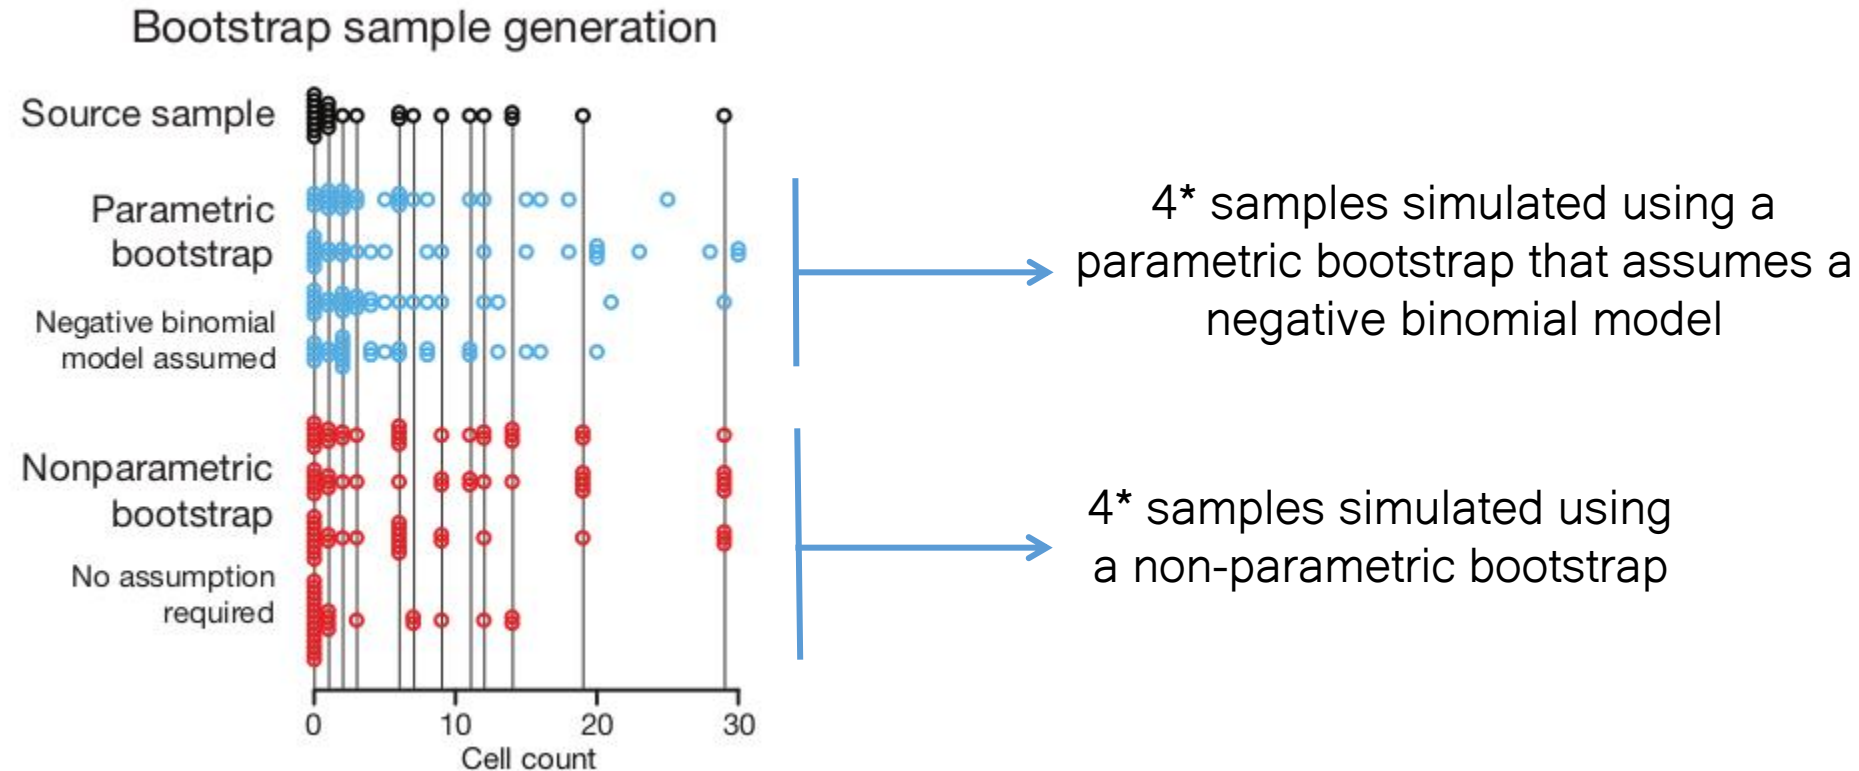 Bootstrap sample generation
Source sample
Parametric
bootstrap
Negative binomial
model assumed
Nonparametric
bootstrap
No assumption
required
0 10 20 30
Cell count
4* samples simulated using a
parametric bootstrap that assumes a
negative binomial model
4* samples simulated using
a non-parametric bootstrap